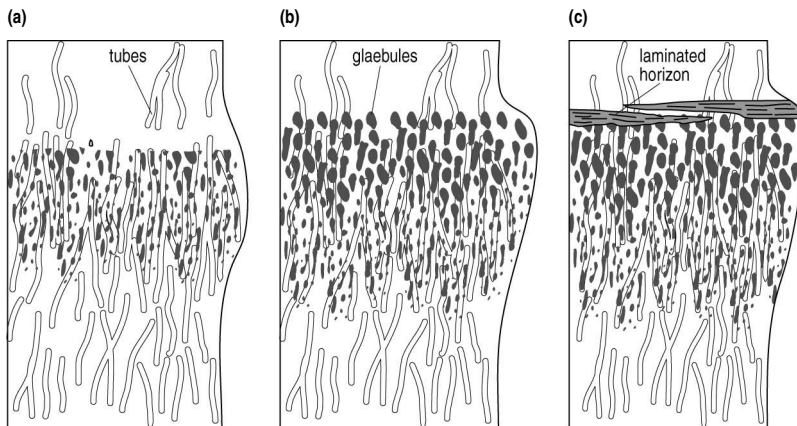 (a)
(b)
(c)
tubes
glaebules
laminated
horizon